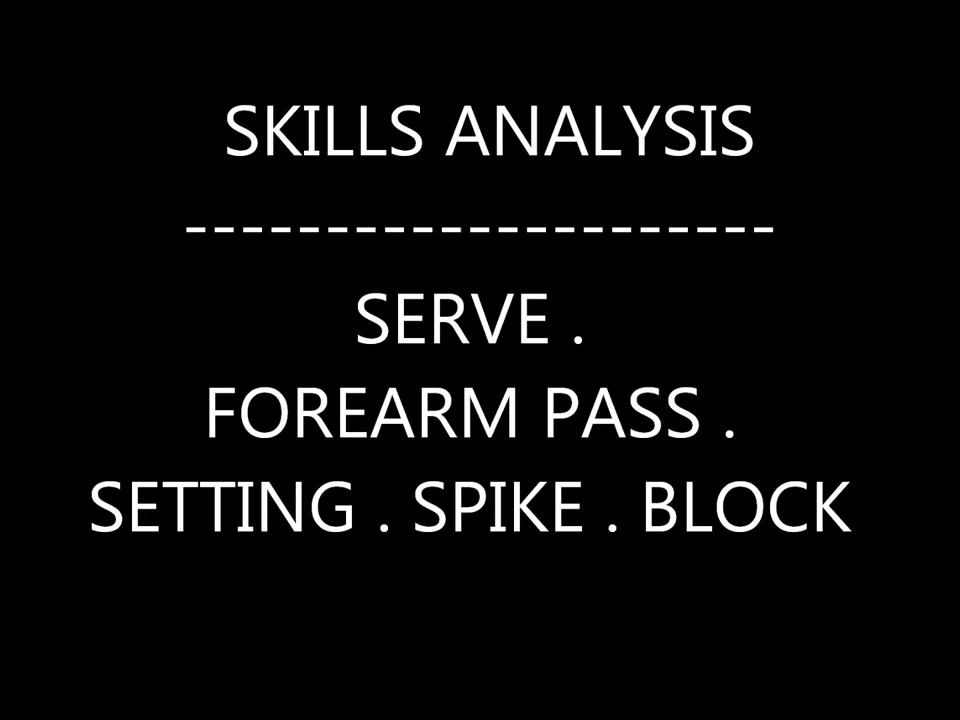 SKILLS ANALYSIS
---------------------
SERVE .
FOREARM PASS .
SETTING . SPIKE . BLOCK